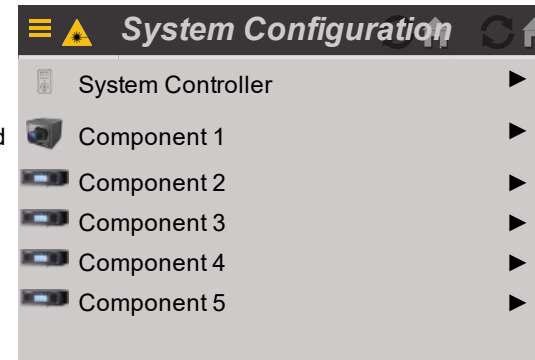 System Configuration
System Controller
Component 1
Component 2
Component 3
Component 4
Component 5